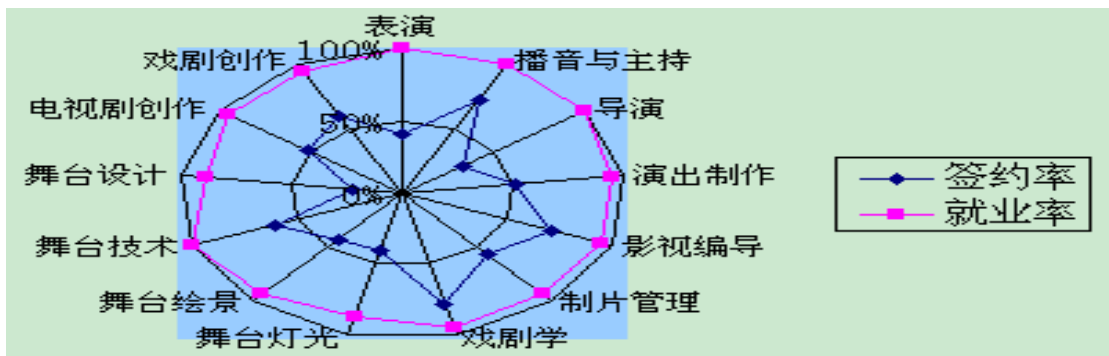 表演
100%
戏剧创作
播音与主持
电视剧创作
50%
导演
舞台设计
0%
演出制作
签约率
就业率
舞台技术
影视编导
舞台绘景
制片管理
舞台灯光
戏剧学